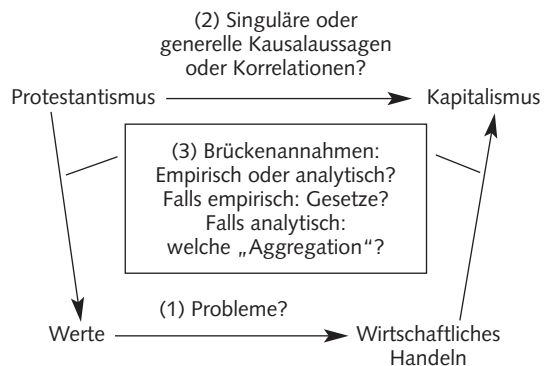 (2) Singuläre oder
generelle Kausalaussagen
oder Korrelationen?
Protestantismus
Kapitalismus
(3) Brückenannahmen:
Empirisch oder analytisch?
Falls empirisch: Gesetze?
Falls analytisch:
welche „Aggregation“?
(1) Probleme?
Werte
Wirtschaftliches
Handeln